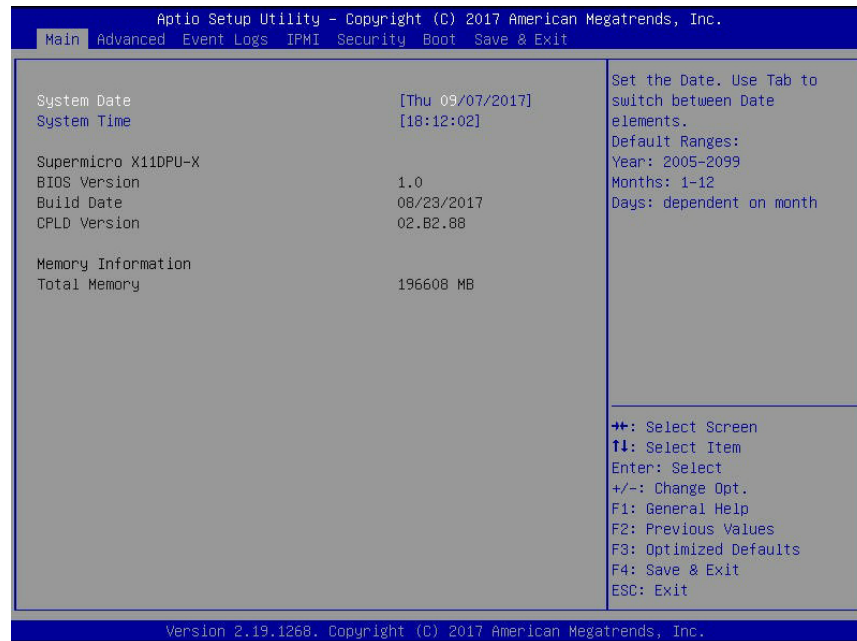 Aptio Setup Utility – Copyright (C) 2017 American Megatrends, Inc.
Main Advanced Event Logs IPMI Security Boot Save & Exit
System Date [Thu 09/07/2017]
System Time [18:12:02]
Supermicro X11DPU-X
BIOS Version 1.0
Build Date 08/23/2017
CPLD Version 02.B2.88
Memory Information
Total Memory 196608 MB
Set the Date. Use Tab to
switch between Date
elements.
Default Ranges:
Year: 2005-2099
Months: 1-12
Days: dependent on month
→←: Select Screen
↑↓: Select Item
Enter: Select
+/-: Change Opt.
F1: General Help
F2: Previous Values
F3: Optimized Defaults
F4: Save & Exit
ESC: Exit
Version 2.19.1268. Copyright (C) 2017 American Megatrends, Inc.